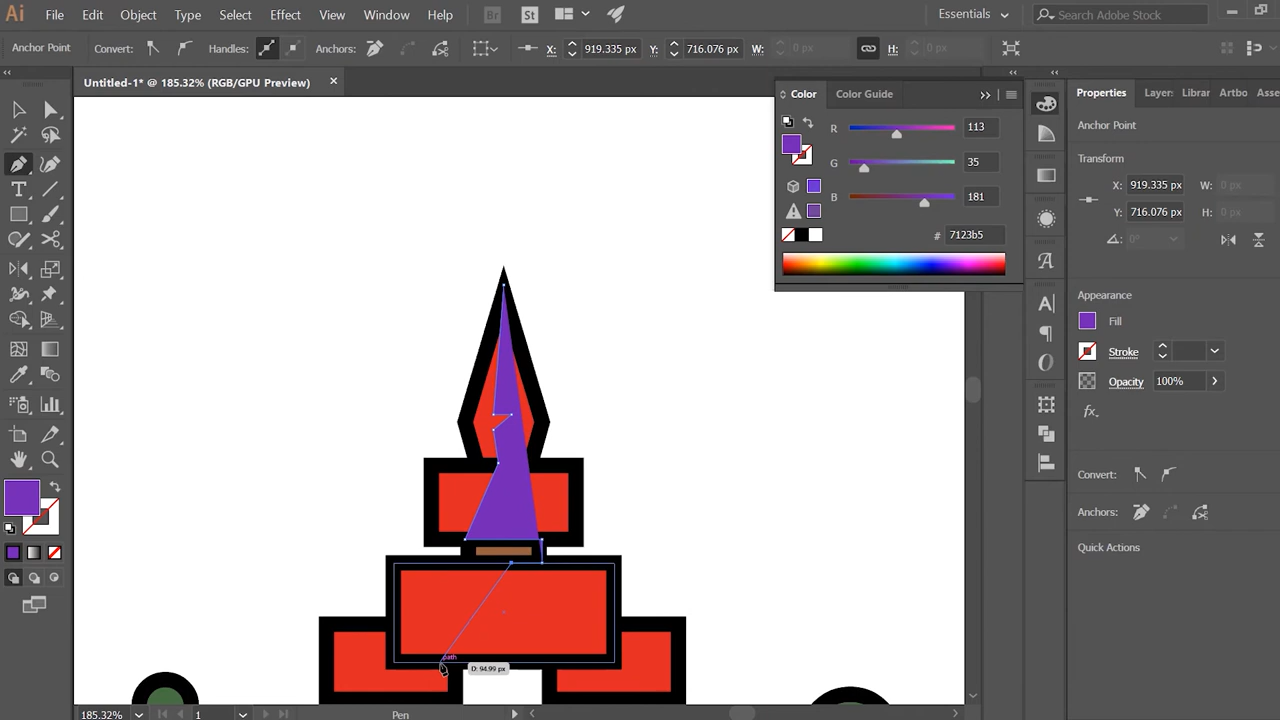 Ai File Edit Object Type Select Effect View Window Help Br St Essentials Search Adobe Stock
Anchor Point Convert: Handles: Anchors: X: 919.335 px Y: 716.076 px W: 0 px H: 0 px
Untitled-1* @ 185.32% (RGB/GPU Preview)
Color Color Guide
Properties Layer Librar Artbo Asse
R 113
G 35
B 181
# 7123b5
Anchor Point
Transform
X: 919.335 px W: 0 px
Y: 716.076 px H: 0 px
0°
Appearance
Fill
Stroke
Opacity 100%
fx
Convert:
Anchors:
Quick Actions
path
D: 94.99 px
185.32% 1 Pen